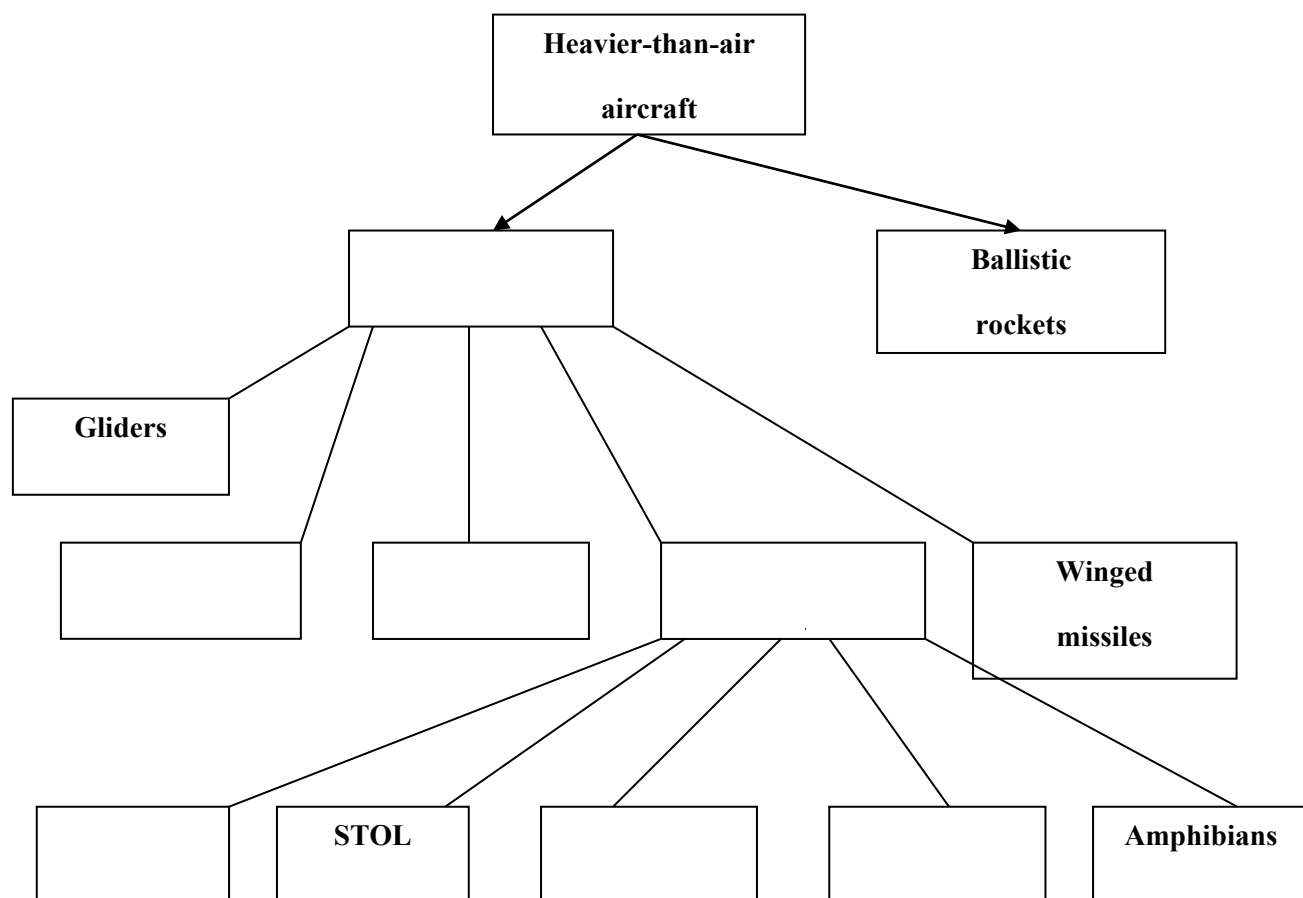 Heavier-than-air
aircraft
Ballistic
rockets
Gliders
Winged
missiles
STOL
Amphibians